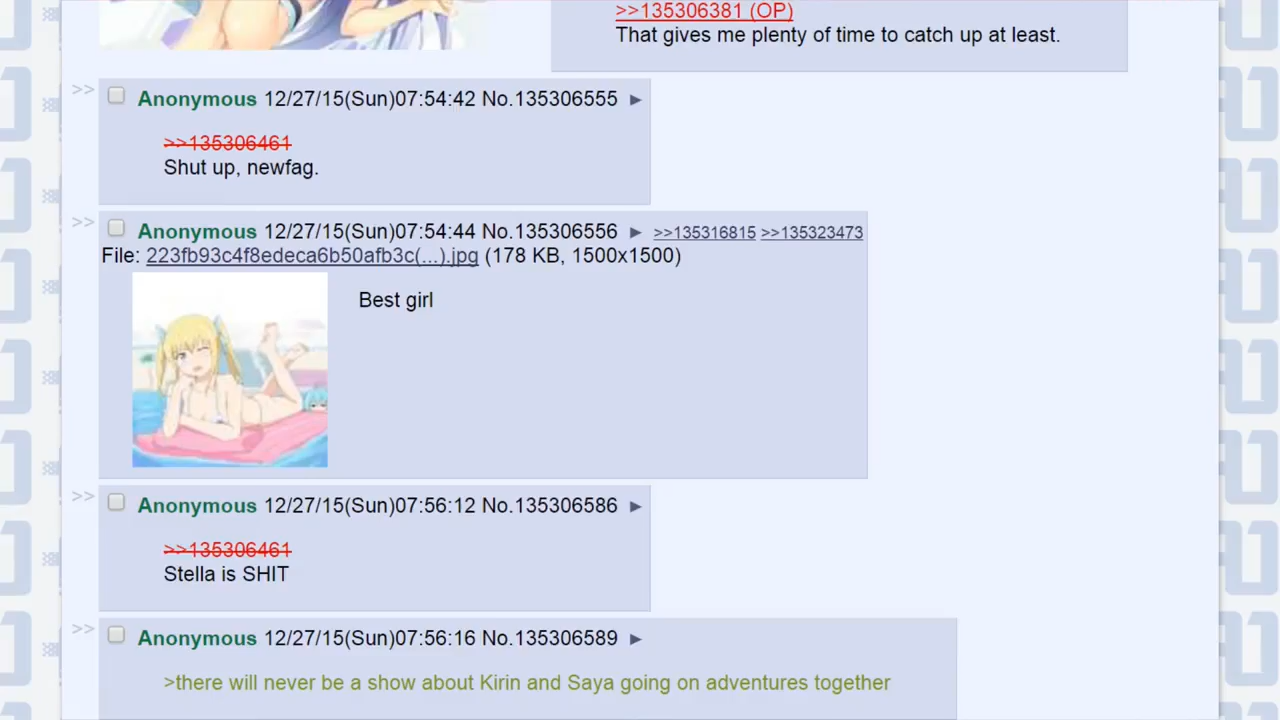 >>135306381 (OP)
That gives me plenty of time to catch up at least.
>> Anonymous 12/27/15(Sun)07:54:42 No.135306555 ▶
>>135306461
Shut up, newfag.
>> Anonymous 12/27/15(Sun)07:54:44 No.135306556 ▶ >>135316815 >>135323473
File: 223fb93c4f8edeca6b50afb3c(...).jpg (178 KB, 1500x1500)
Best girl
>> Anonymous 12/27/15(Sun)07:56:12 No.135306586 ▶
>>135306461
Stella is SHIT
>> Anonymous 12/27/15(Sun)07:56:16 No.135306589 ▶
>there will never be a show about Kirin and Saya going on adventures together